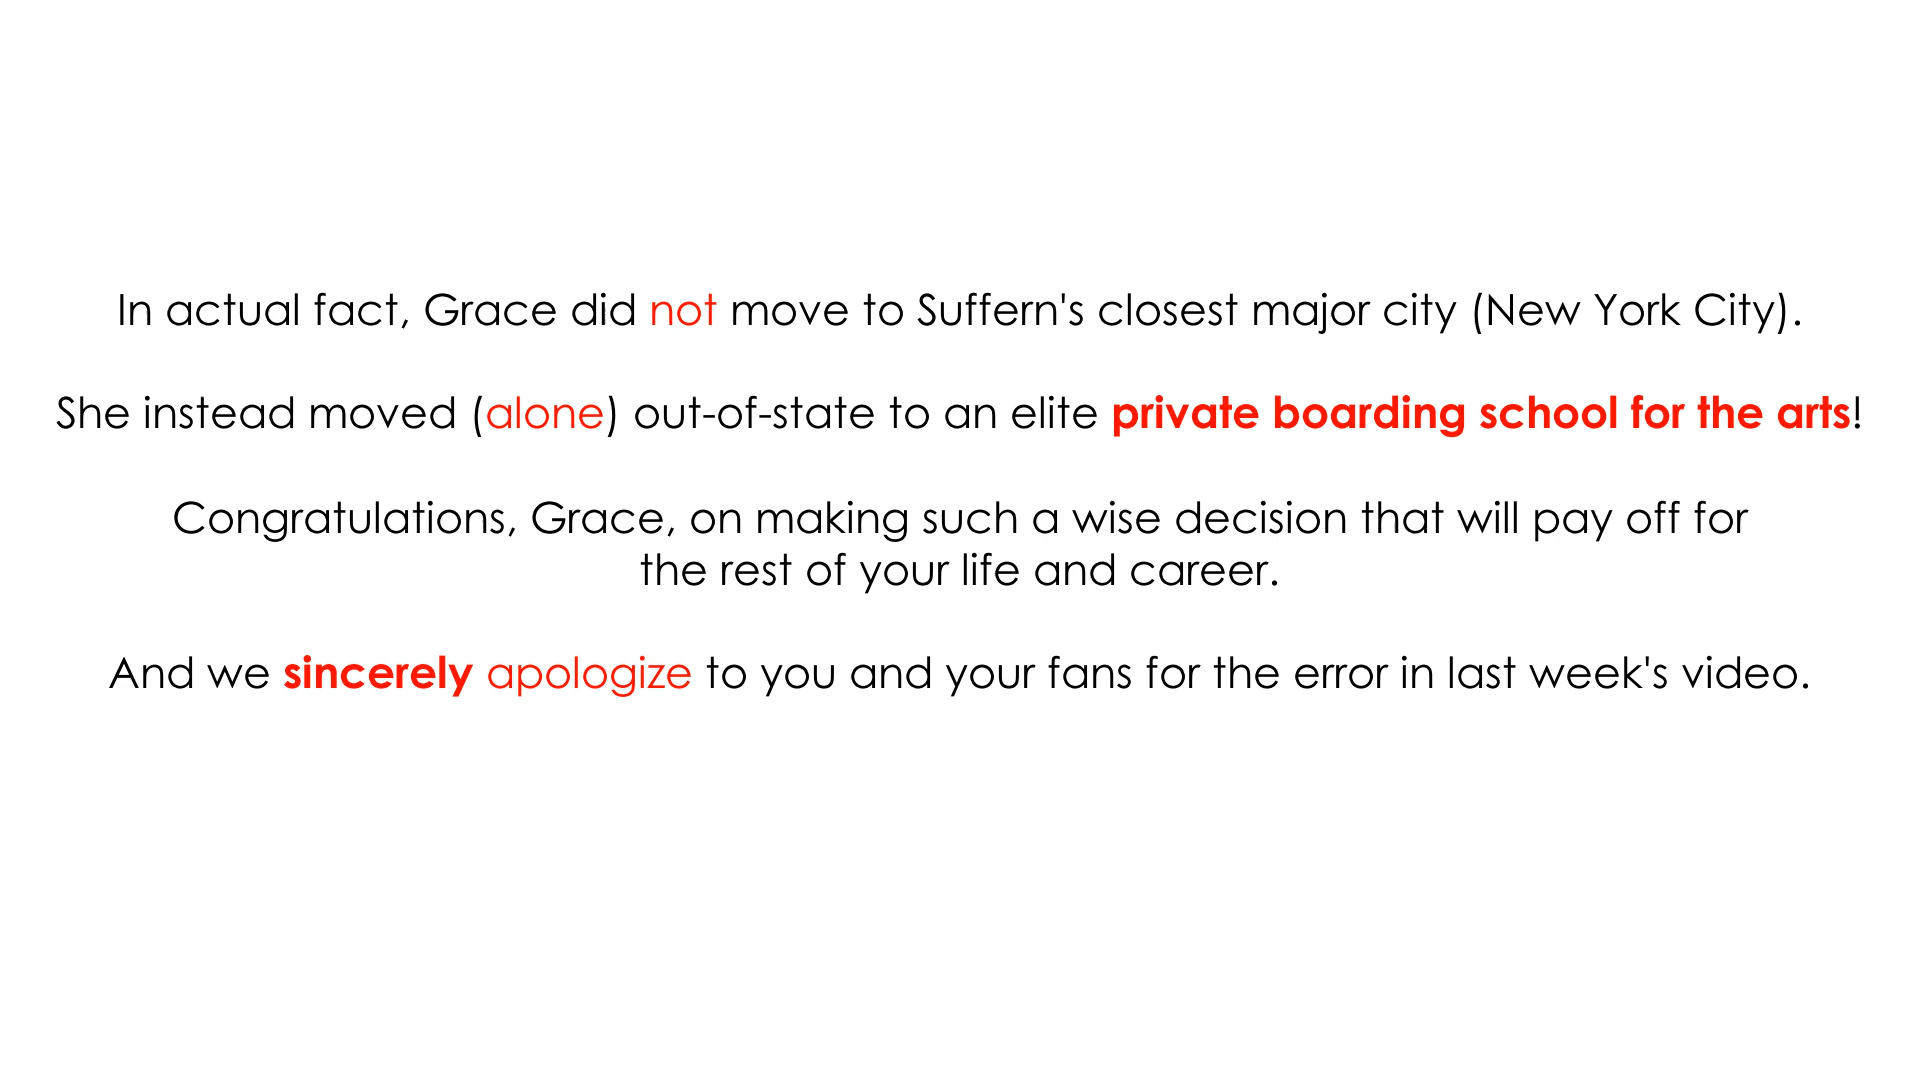 In actual fact, Grace did not move to Suffern's closest major city (New York City).
She instead moved (alone) out-of-state to an elite private boarding school for the arts!
Congratulations, Grace, on making such a wise decision that will pay off for
the rest of your life and career.
And we sincerely apologize to you and your fans for the error in last week's video.